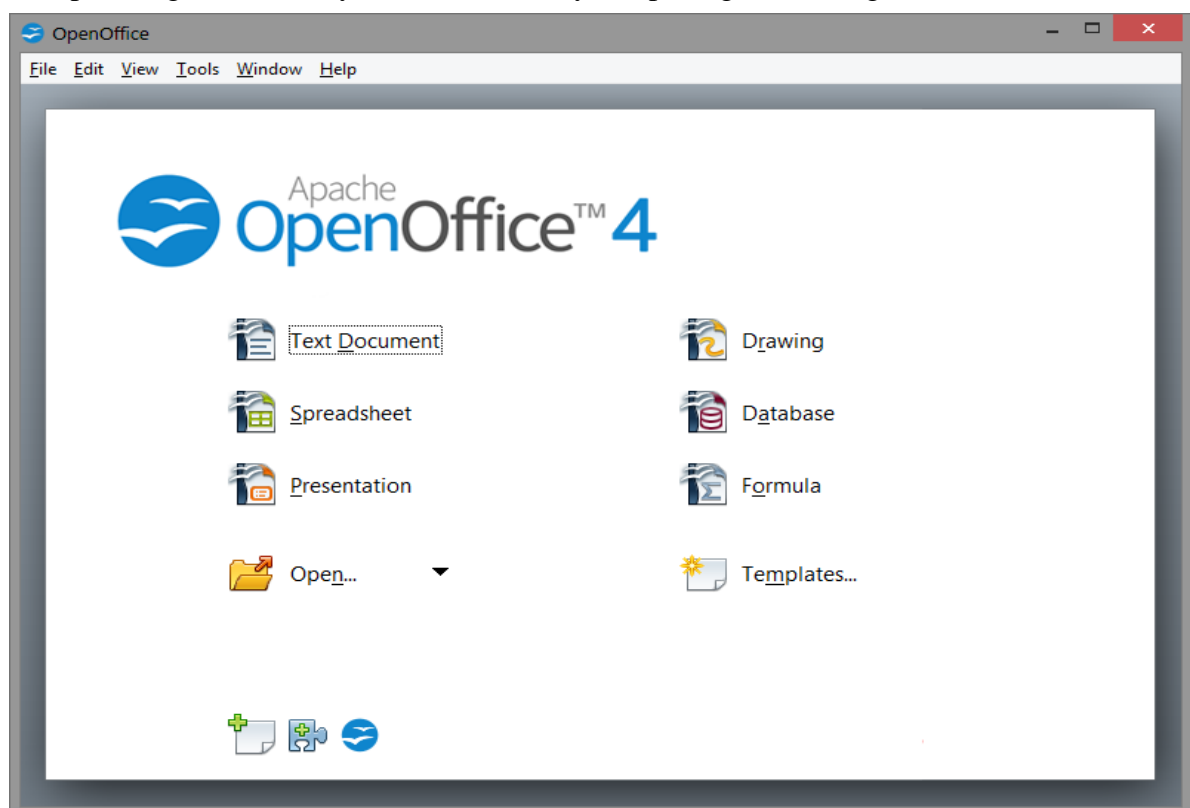 OpenOffice
File Edit View Tools Window Help
Apache
OpenOffice™ 4
Text Document
Drawing
Spreadsheet
Database
Presentation
Formula
Open...
Templates...